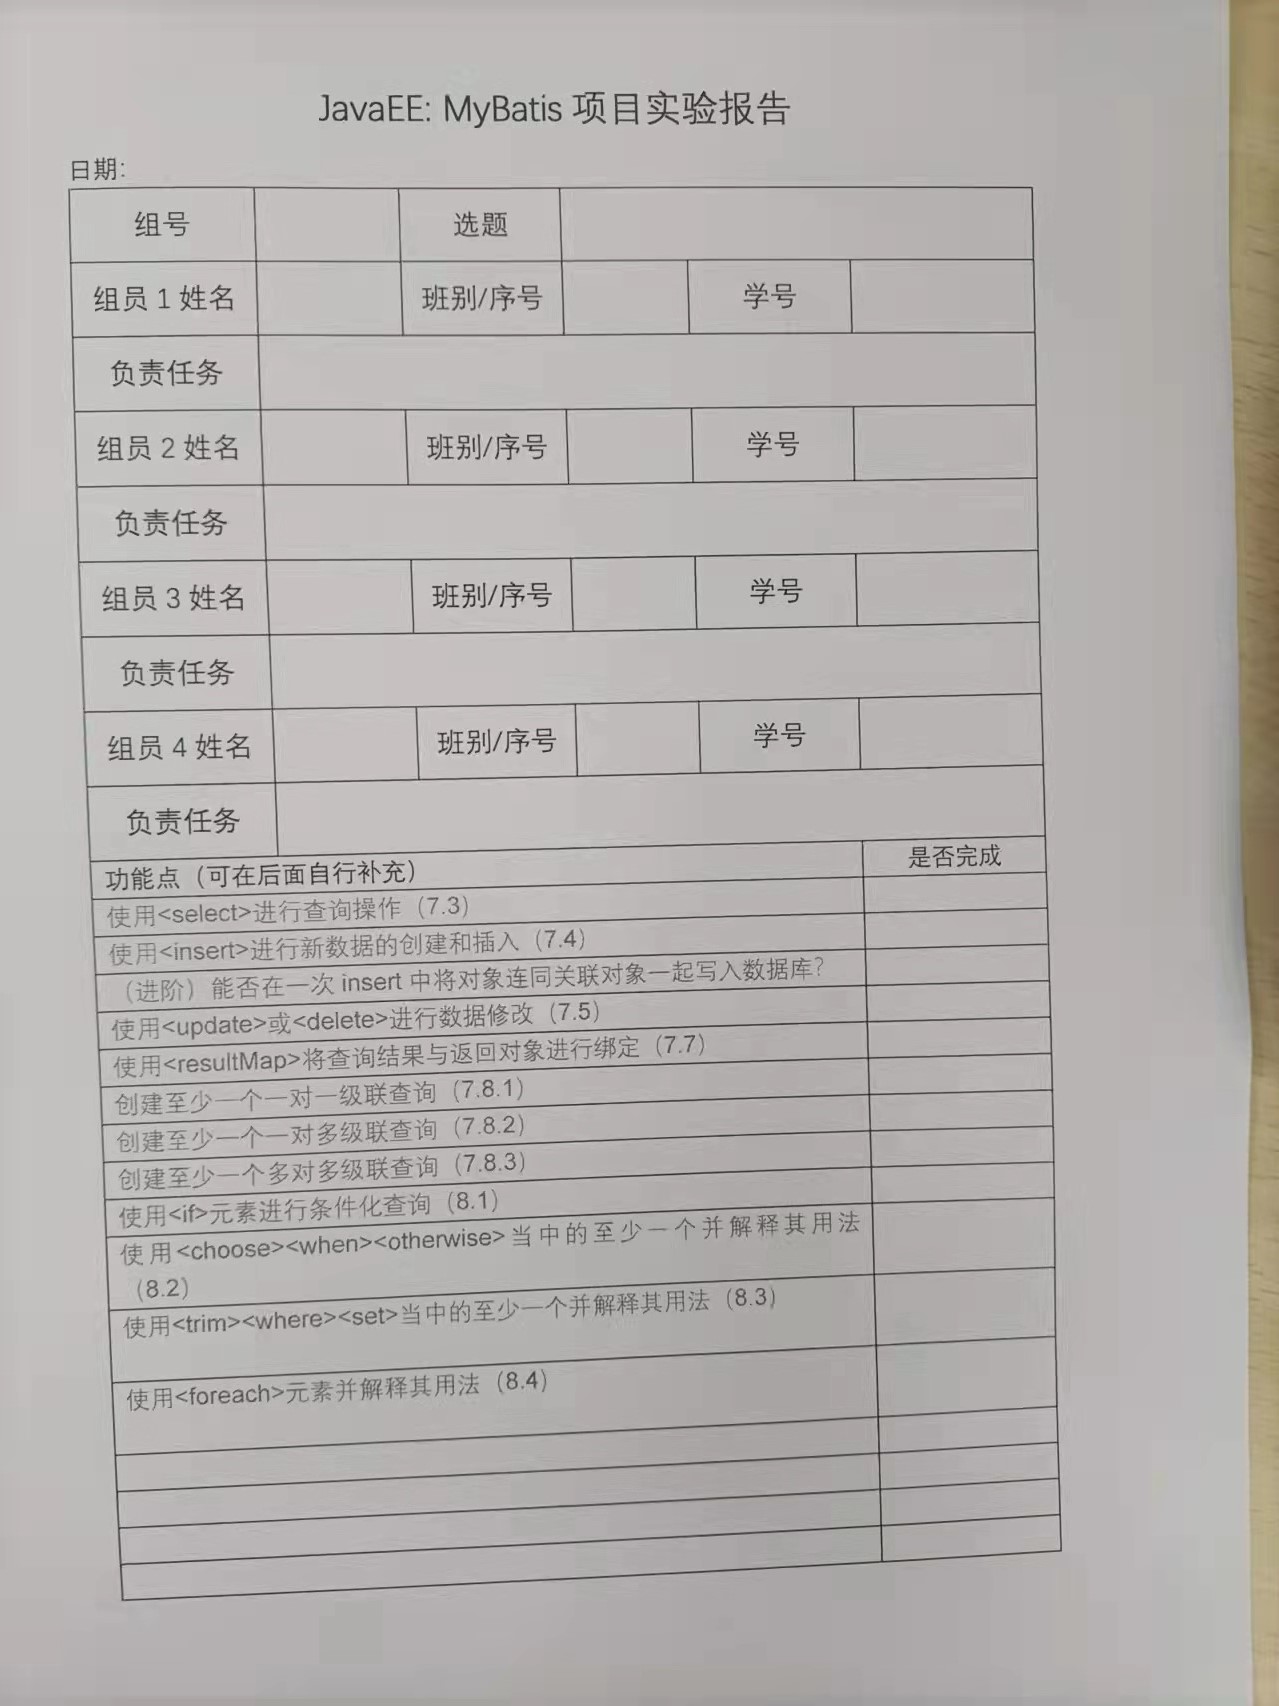 JavaEE: MyBatis 项目实验报告
日期:
组号 选题
组员 1 姓名 班别/序号 学号
负责任务
组员 2 姓名 班别/序号 学号
负责任务
组员 3 姓名 班别/序号 学号
负责任务
组员 4 姓名 班别/序号 学号
负责任务
功能点（可在后面自行补充） 是否完成
使用<select>进行查询操作（7.3）
使用<insert>进行新数据的创建和插入（7.4）
（进阶）能否在一次 insert 中将对象连同关联对象一起写入数据库？
使用<update>或<delete>进行数据修改（7.5）
使用<resultMap>将查询结果与返回对象进行绑定（7.7）
创建至少一个一对一级联查询（7.8.1）
创建至少一个一对多级联查询（7.8.2）
创建至少一个多对多级联查询（7.8.3）
使用<if>元素进行条件化查询（8.1）
使用<choose><when><otherwise>当中的至少一个并解释其用法
（8.2）
使用<trim><where><set>当中的至少一个并解释其用法（8.3）
使用<foreach>元素并解释其用法（8.4）